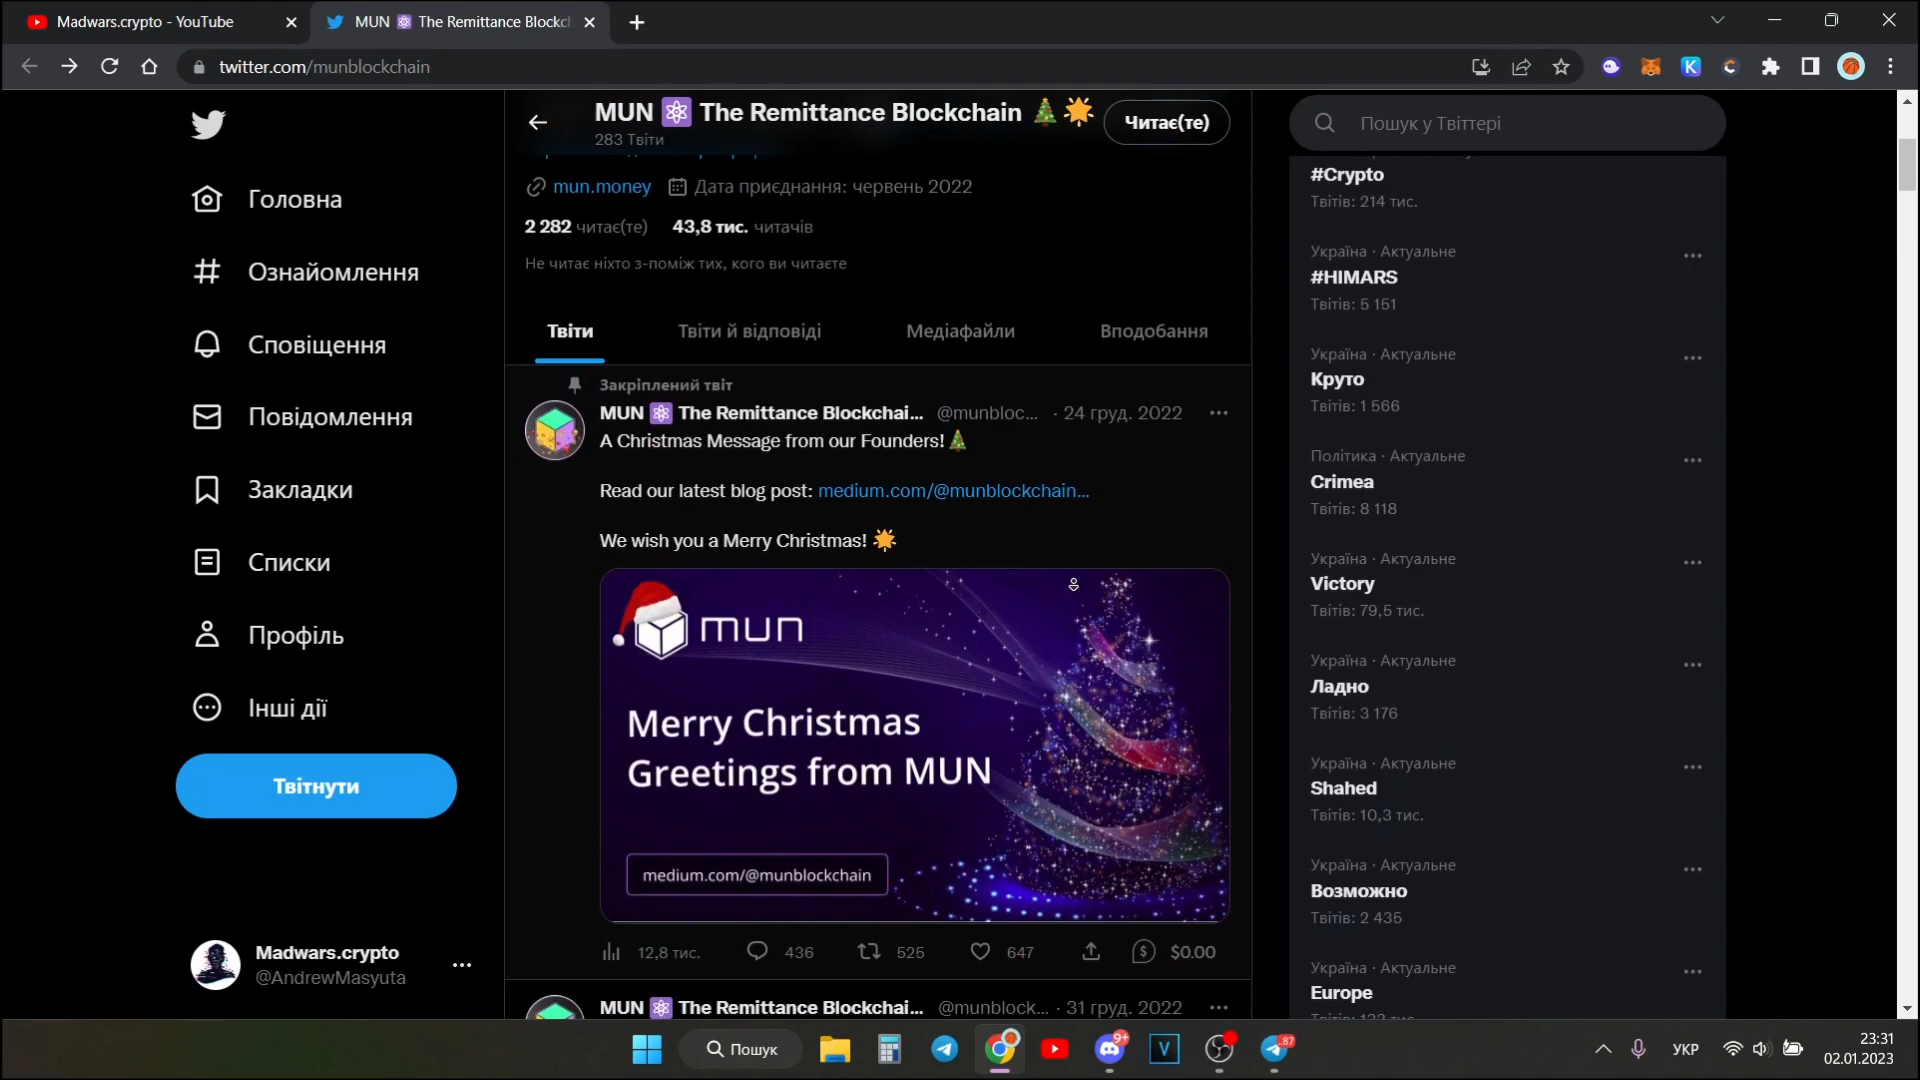 Madwars.crypto - YouTube
MUN ⚛ The Remittance Blockch
twitter.com/munblockchain
MUN ⚛ The Remittance Blockchain 🎄🌟
283 Твіти
Читає(те)
Пошук у Твіттері
mun.money Дата приєднання: червень 2022
2 282 читає(те) 43,8 тис. читачів
Не читає ніхто з-поміж тих, кого ви читаєте
Твіти
Твіти й відповіді
Медіафайли
Вподобання
Головна
Ознайомлення
Сповіщення
Повідомлення
Закладки
Списки
Профіль
Інші дії
Твітнути
Madwars.crypto
@AndrewMasyuta
Закріплений твіт
MUN ⚛ The Remittance Blockchai... @munbloc... · 24 груд. 2022
A Christmas Message from our Founders! 🎄
Read our latest blog post: medium.com/@munblockchain…
We wish you a Merry Christmas! 🌟
mun
Merry Christmas
Greetings from MUN
medium.com/@munblockchain
12,8 тис. 436 525 647 $0.00
MUN ⚛ The Remittance Blockchai... @munblock... · 31 груд. 2022
#Crypto
Твітів: 214 тис.
Україна · Актуальне
#HIMARS
Твітів: 5 151
Україна · Актуальне
Круто
Твітів: 1 566
Політика · Актуальне
Crimea
Твітів: 8 118
Україна · Актуальне
Victory
Твітів: 79,5 тис.
Україна · Актуальне
Ладно
Твітів: 3 176
Україна · Актуальне
Shahed
Твітів: 10,3 тис.
Україна · Актуальне
Возможно
Твітів: 2 435
Україна · Актуальне
Europe
Пошук
9+
87
УКР
23:31
02.01.2023